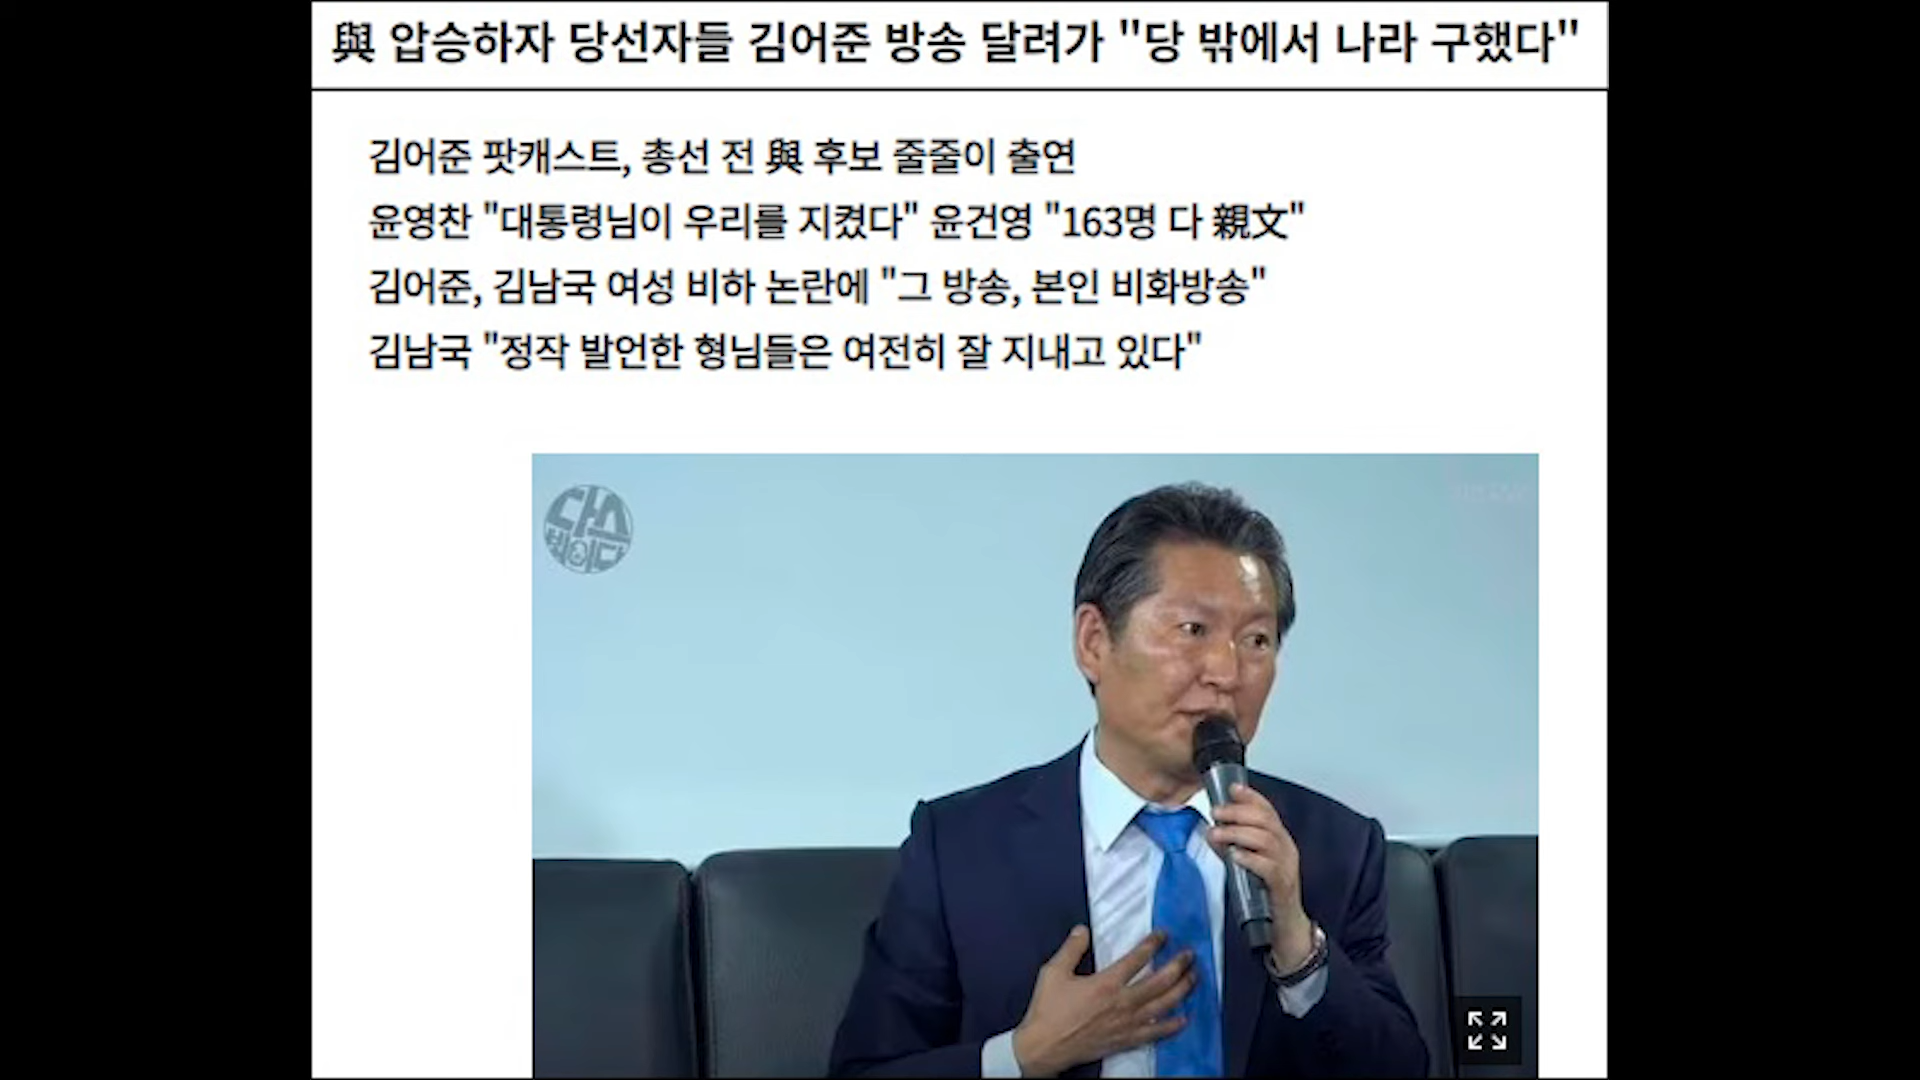 與 압승하자 당선자들 김어준 방송 달려가 "당 밖에서 나라 구했다"
김어준 팟캐스트, 총선 전 與 후보 줄줄이 출연
윤영찬 "대통령님이 우리를 지켰다" 윤건영 "163명 다 親文"
김어준, 김남국 여성 비하 논란에 "그 방송, 본인 비화방송"
김남국 "정작 발언한 형님들은 여전히 잘 지내고 있다"
다스
뵈이다